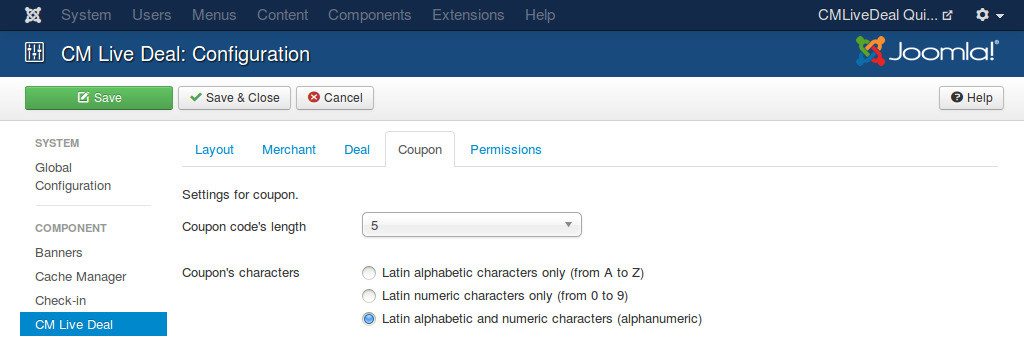 System Users Menus Content Components Extensions Help CMLiveDeal Qui...
CM Live Deal: Configuration Joomla!®
Save Save & Close Cancel Help
SYSTEM
Global
Configuration
COMPONENT
Banners
Cache Manager
Check-in
CM Live Deal
Layout Merchant Deal Coupon Permissions
Settings for coupon.
Coupon code's length 5
Coupon's characters Latin alphabetic characters only (from A to Z)
Latin numeric characters only (from 0 to 9)
Latin alphabetic and numeric characters (alphanumeric)